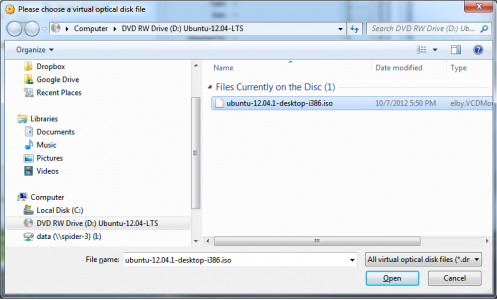 Please choose a virtual optical disk file
Computer ▸ DVD RW Drive (D:) Ubuntu-12.04-LTS
Search DVD RW Drive (D:) Ub...
Organize
Dropbox
Google Drive
Recent Places
Libraries
Documents
Music
Pictures
Videos
Computer
Local Disk (C:)
DVD RW Drive (D:) Ubuntu-12.04-LTS
data (\\spider-3) (I:)
Name
Date modified
Type
Files Currently on the Disc (1)
ubuntu-12.04.1-desktop-i386.iso
10/7/2012 5:50 PM
elby.VCDMo
File name:
ubuntu-12.04.1-desktop-i386.iso
All virtual optical disk files (*.dr
Open
Cancel